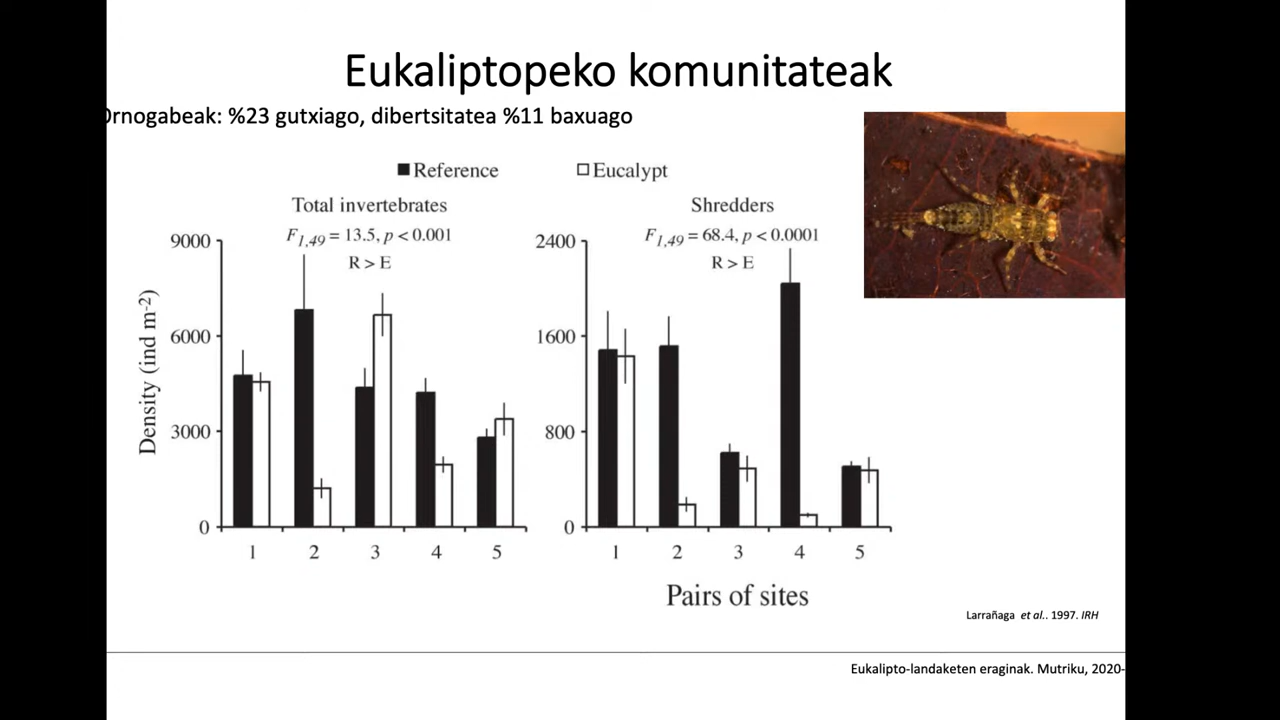 Eukaliptopeko komunitateak
Ornogabeak: %23 gutxiago, dibertsitatea %11 baxuago
Reference
Eucalypt
Total invertebrates
F1,49 = 13.5, p < 0.001
R > E
Density (ind m-2)
9000
6000
3000
0
1
2
3
4
5
Shredders
F1,49 = 68.4, p < 0.0001
R > E
2400
1600
800
0
1
2
3
4
5
Pairs of sites
Larrañaga et al.. 1997. IRH
Eukalipto-landaketen eraginak. Mutriku, 2020-